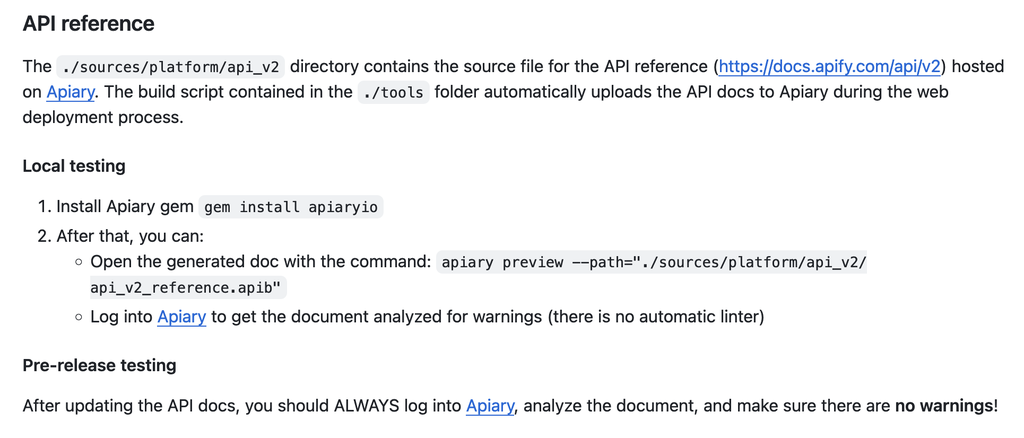 API reference
The ./sources/platform/api_v2 directory contains the source file for the API reference (https://docs.apify.com/api/v2) hosted
on Apiary. The build script contained in the ./tools folder automatically uploads the API docs to Apiary during the web
deployment process.
Local testing
1. Install Apiary gem gem install apiaryio
2. After that, you can:
◦ Open the generated doc with the command: apiary preview --path="./sources/platform/api_v2/
api_v2_reference.apib"
◦ Log into Apiary to get the document analyzed for warnings (there is no automatic linter)
Pre-release testing
After updating the API docs, you should ALWAYS log into Apiary, analyze the document, and make sure there are no warnings!